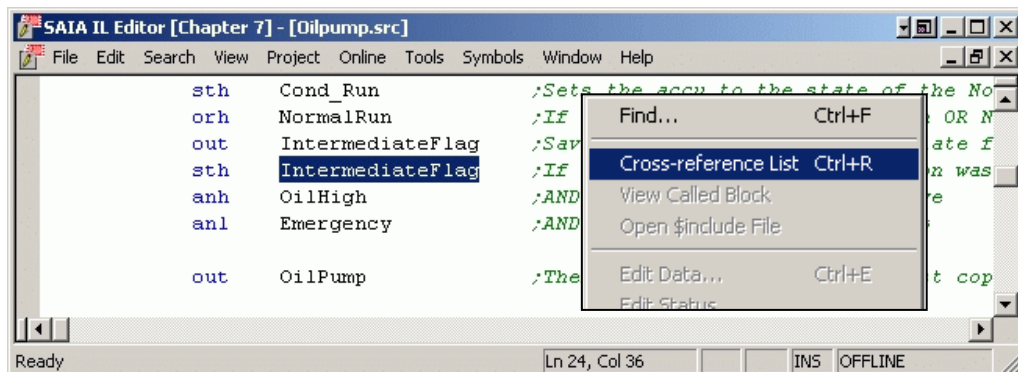 SAIA IL Editor [Chapter 7] - [Oilpump.src]
File Edit Search View Project Online Tools Symbols Window Help
sth Cond_Run ;Sets the accu to the state of the No
orh NormalRun ;If OR N
out IntermediateFlag ;Sav ate f
sth IntermediateFlag ;If n was
anh OilHigh ;AND
anl Emergency ;AND
out OilPump ;The t cop
Find... Ctrl+F
Cross-reference List Ctrl+R
View Called Block
Open $include File
Edit Data... Ctrl+E
Edit Status
Ready Ln 24, Col 36 INS OFFLINE